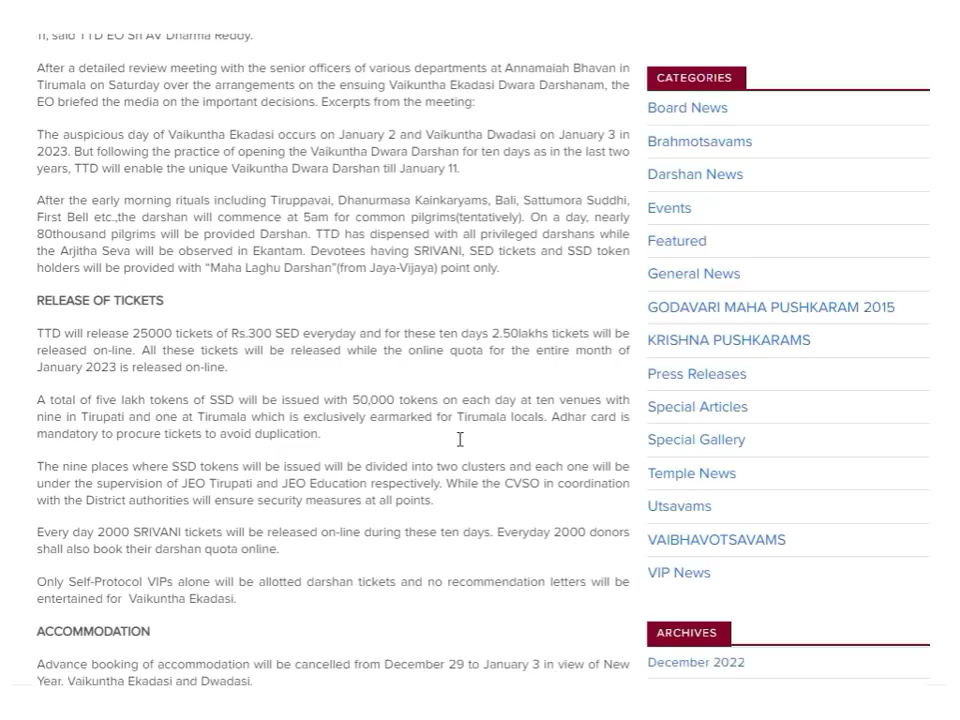 11, said TTD EO Sri AV Dharma Reddy.
After a detailed review meeting with the senior officers of various departments at Annamaiah Bhavan in
Tirumala on Saturday over the arrangements on the ensuing Vaikuntha Ekadasi Dwara Darshanam, the
EO briefed the media on the important decisions. Excerpts from the meeting:
The auspicious day of Vaikuntha Ekadasi occurs on January 2 and Vaikuntha Dwadasi on January 3 in
2023. But following the practice of opening the Vaikuntha Dwara Darshan for ten days as in the last two
years, TTD will enable the unique Vaikuntha Dwara Darshan till January 11.
After the early morning rituals including Tiruppavai, Dhanurmasa Kainkaryams, Bali, Sattumora Suddhi,
First Bell etc.,the darshan will commence at 5am for common pilgrims(tentatively). On a day, nearly
80thousand pilgrims will be provided Darshan. TTD has dispensed with all privileged darshans while
the Arjitha Seva will be observed in Ekantam. Devotees having SRIVANI, SED tickets and SSD token
holders will be provided with “Maha Laghu Darshan”(from Jaya-Vijaya) point only.
RELEASE OF TICKETS
TTD will release 25000 tickets of Rs.300 SED everyday and for these ten days 2.50lakhs tickets will be
released on-line. All these tickets will be released while the online quota for the entire month of
January 2023 is released on-line.
A total of five lakh tokens of SSD will be issued with 50,000 tokens on each day at ten venues with
nine in Tirupati and one at Tirumala which is exclusively earmarked for Tirumala locals. Adhar card is
mandatory to procure tickets to avoid duplication.
The nine places where SSD tokens will be issued will be divided into two clusters and each one will be
under the supervision of JEO Tirupati and JEO Education respectively. While the CVSO in coordination
with the District authorities will ensure security measures at all points.
Every day 2000 SRIVANI tickets will be released on-line during these ten days. Everyday 2000 donors
shall also book their darshan quota online.
Only Self-Protocol VIPs alone will be allotted darshan tickets and no recommendation letters will be
entertained for Vaikuntha Ekadasi.
ACCOMMODATION
Advance booking of accommodation will be cancelled from December 29 to January 3 in view of New
Year, Vaikuntha Ekadasi and Dwadasi.
CATEGORIES
Board News
Brahmotsavams
Darshan News
Events
Featured
General News
GODAVARI MAHA PUSHKARAM 2015
KRISHNA PUSHKARAMS
Press Releases
Special Articles
Special Gallery
Temple News
Utsavams
VAIBHAVOTSAVAMS
VIP News
ARCHIVES
December 2022